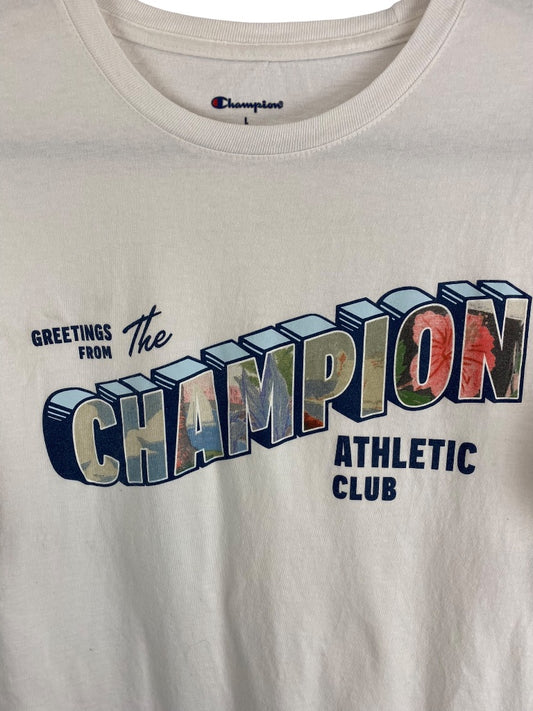 Champion
L
GREETINGS
FROM The
CHAMPION
ATHLETIC
CLUB